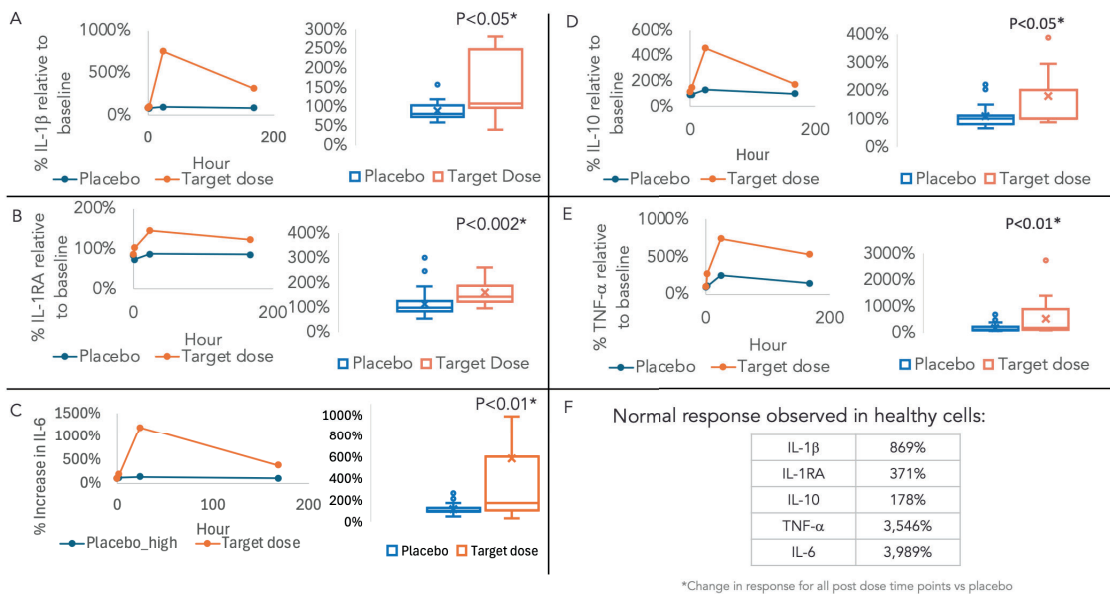 A
% IL-1β relative to
baseline
1000%
500%
0%
0
200
Hour
Placebo
Target dose
P<0.05*
300%
250%
200%
150%
100%
50%
0%
Placebo
Target Dose
D
% IL-10 relative to
baseline
600%
400%
200%
0%
0
200
Hour
Placebo
Target dose
P<0.05*
400%
300%
200%
100%
0%
Placebo
Target dose
B
% IL-1RA relative
to baseline
200%
100%
0%
0
200
Hour
Placebo
Target dose
P<0.002*
400%
300%
200%
100%
0%
Placebo
Target Dose
E
% TNF-α relative
to baseline
1000%
500%
0%
0
200
Hour
Placebo
Target dose
P<0.01*
3000%
2000%
1000%
0%
Placebo
Target dose
C
% Increase in IL-6
1500%
1000%
500%
0%
0
100
200
Hour
Placebo_high
Target dose
P<0.01*
1000%
800%
600%
400%
200%
0%
Placebo
Target dose
F
Normal response observed in healthy cells:
IL-1β 869%
IL-1RA 371%
IL-10 178%
TNF-α 3,546%
IL-6 3,989%
*Change in response for all post dose time points vs placebo